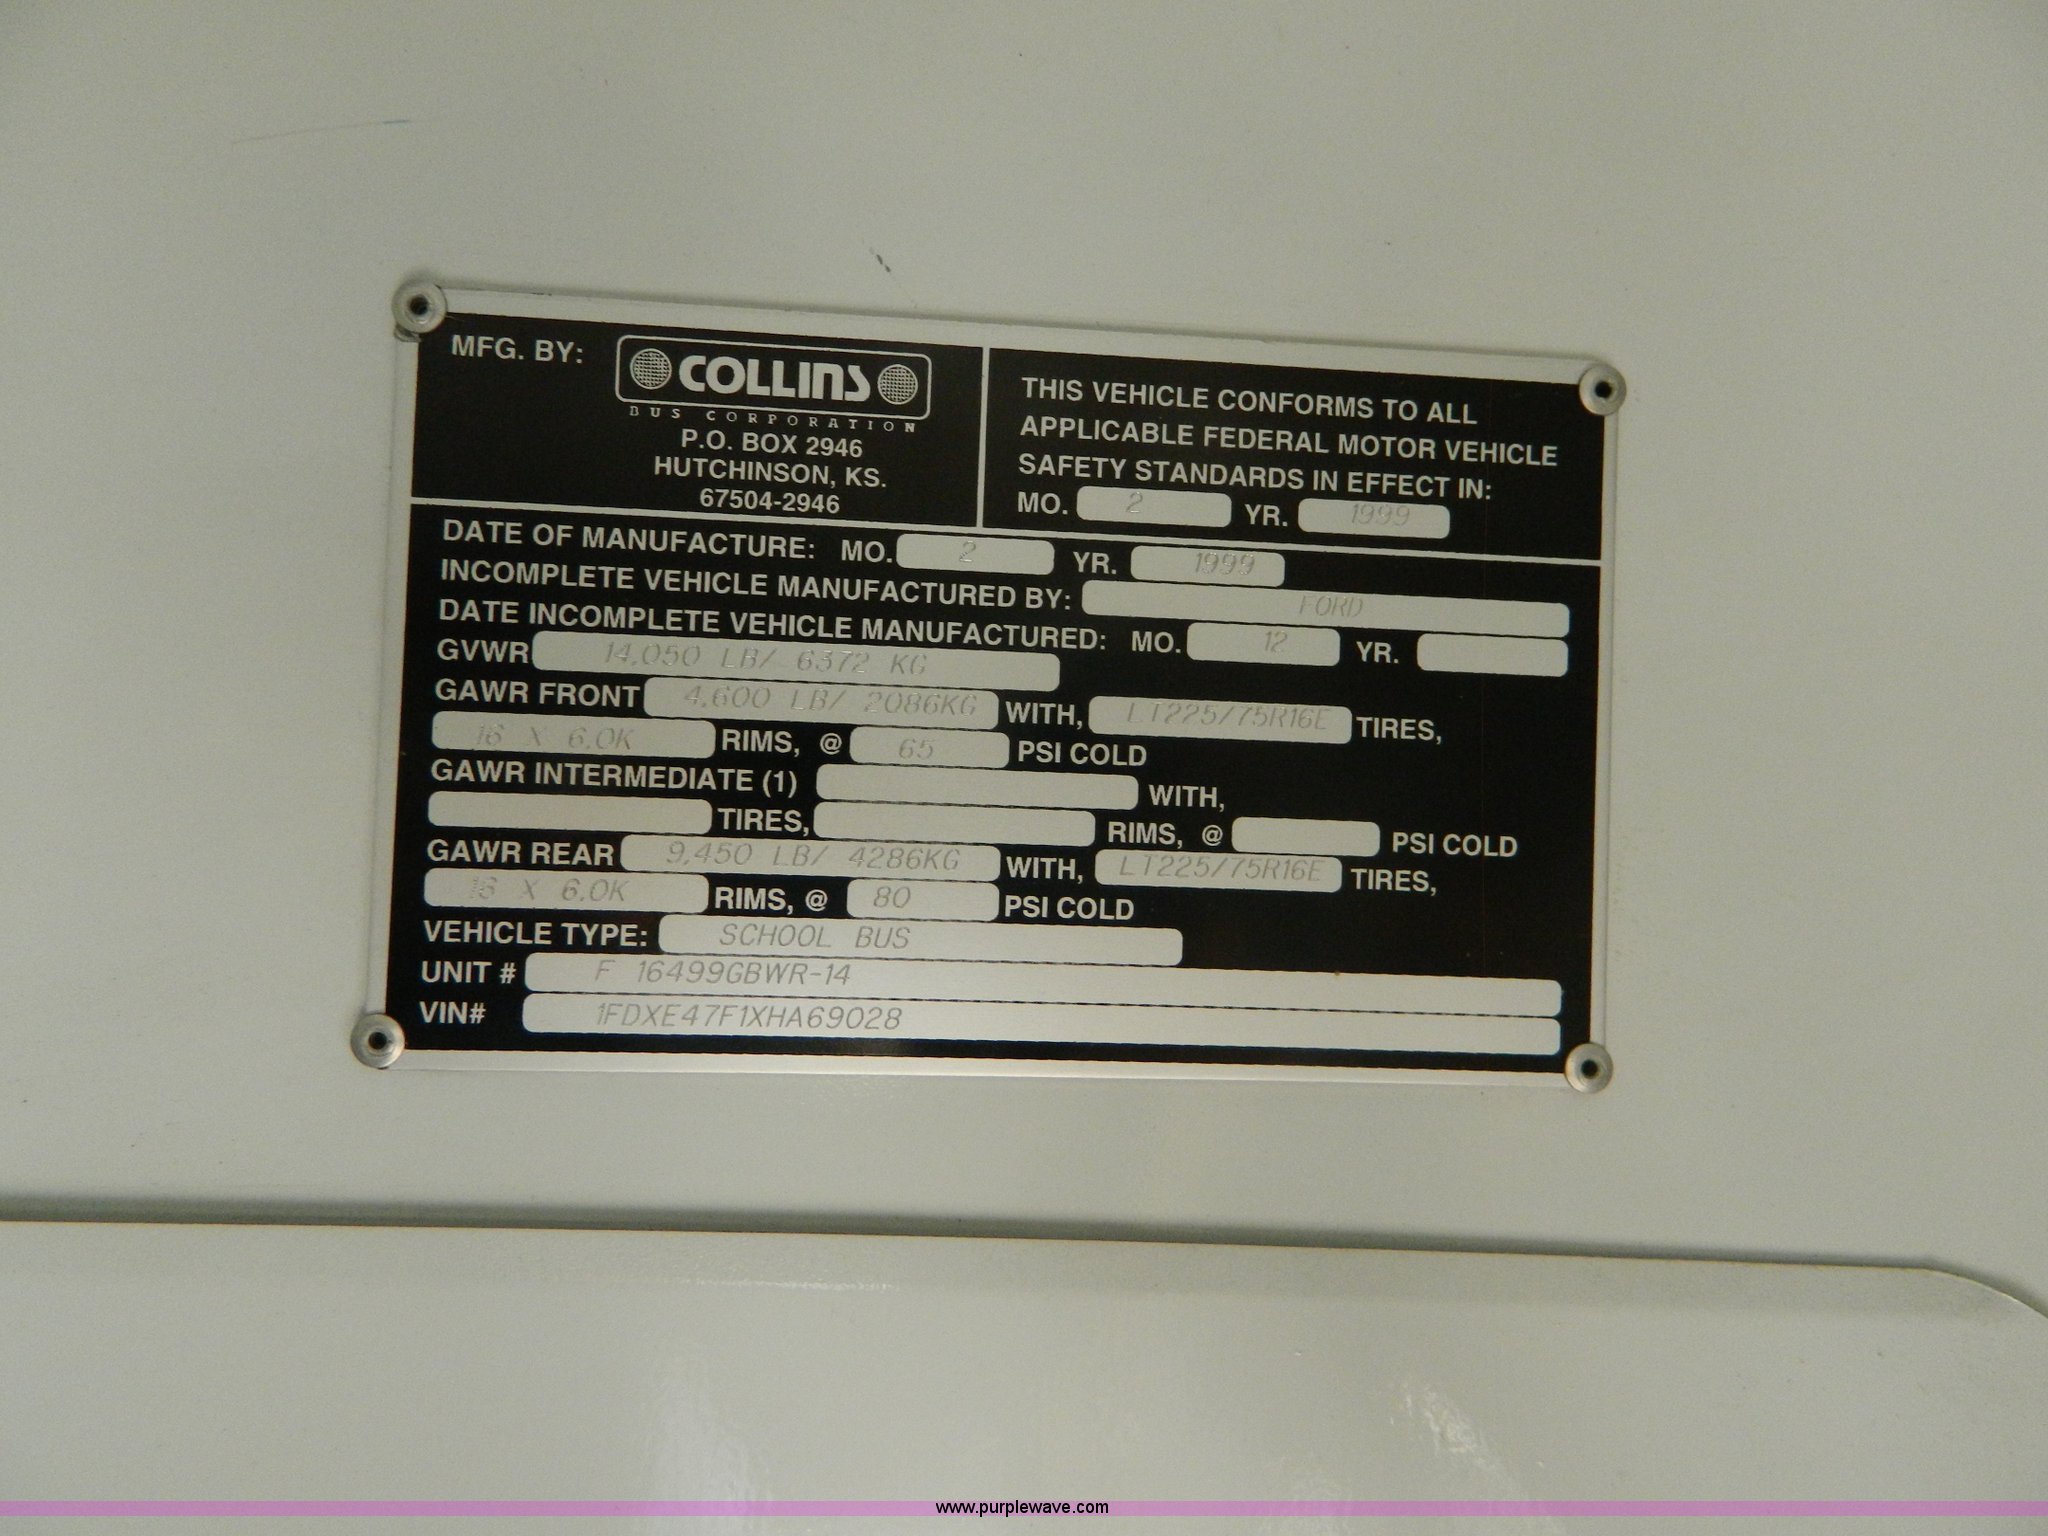 MFG. BY: COLLINS
BUS CORPORATION
P.O. BOX 2946
HUTCHINSON, KS.
67504-2946
THIS VEHICLE CONFORMS TO ALL
APPLICABLE FEDERAL MOTOR VEHICLE
SAFETY STANDARDS IN EFFECT IN:
MO. 2 YR. 1999
DATE OF MANUFACTURE: MO. 2 YR. 1999
INCOMPLETE VEHICLE MANUFACTURED BY: FORD
DATE INCOMPLETE VEHICLE MANUFACTURED: MO. 12 YR.
GVWR 14,050 LB/ 6372 KG
GAWR FRONT 4,600 LB/ 2086KG WITH, LT225/75R16E TIRES,
16 X 6.0K RIMS, @ 65 PSI COLD
GAWR INTERMEDIATE (1) WITH,
TIRES, RIMS, @ PSI COLD
GAWR REAR 9,450 LB/ 4286KG WITH, LT225/75R16E TIRES,
16 X 6.0K RIMS, @ 80 PSI COLD
VEHICLE TYPE: SCHOOL BUS
UNIT # F 16499GBWR-14
VIN# 1FDXE47F1XHA69028
www.purplewave.com